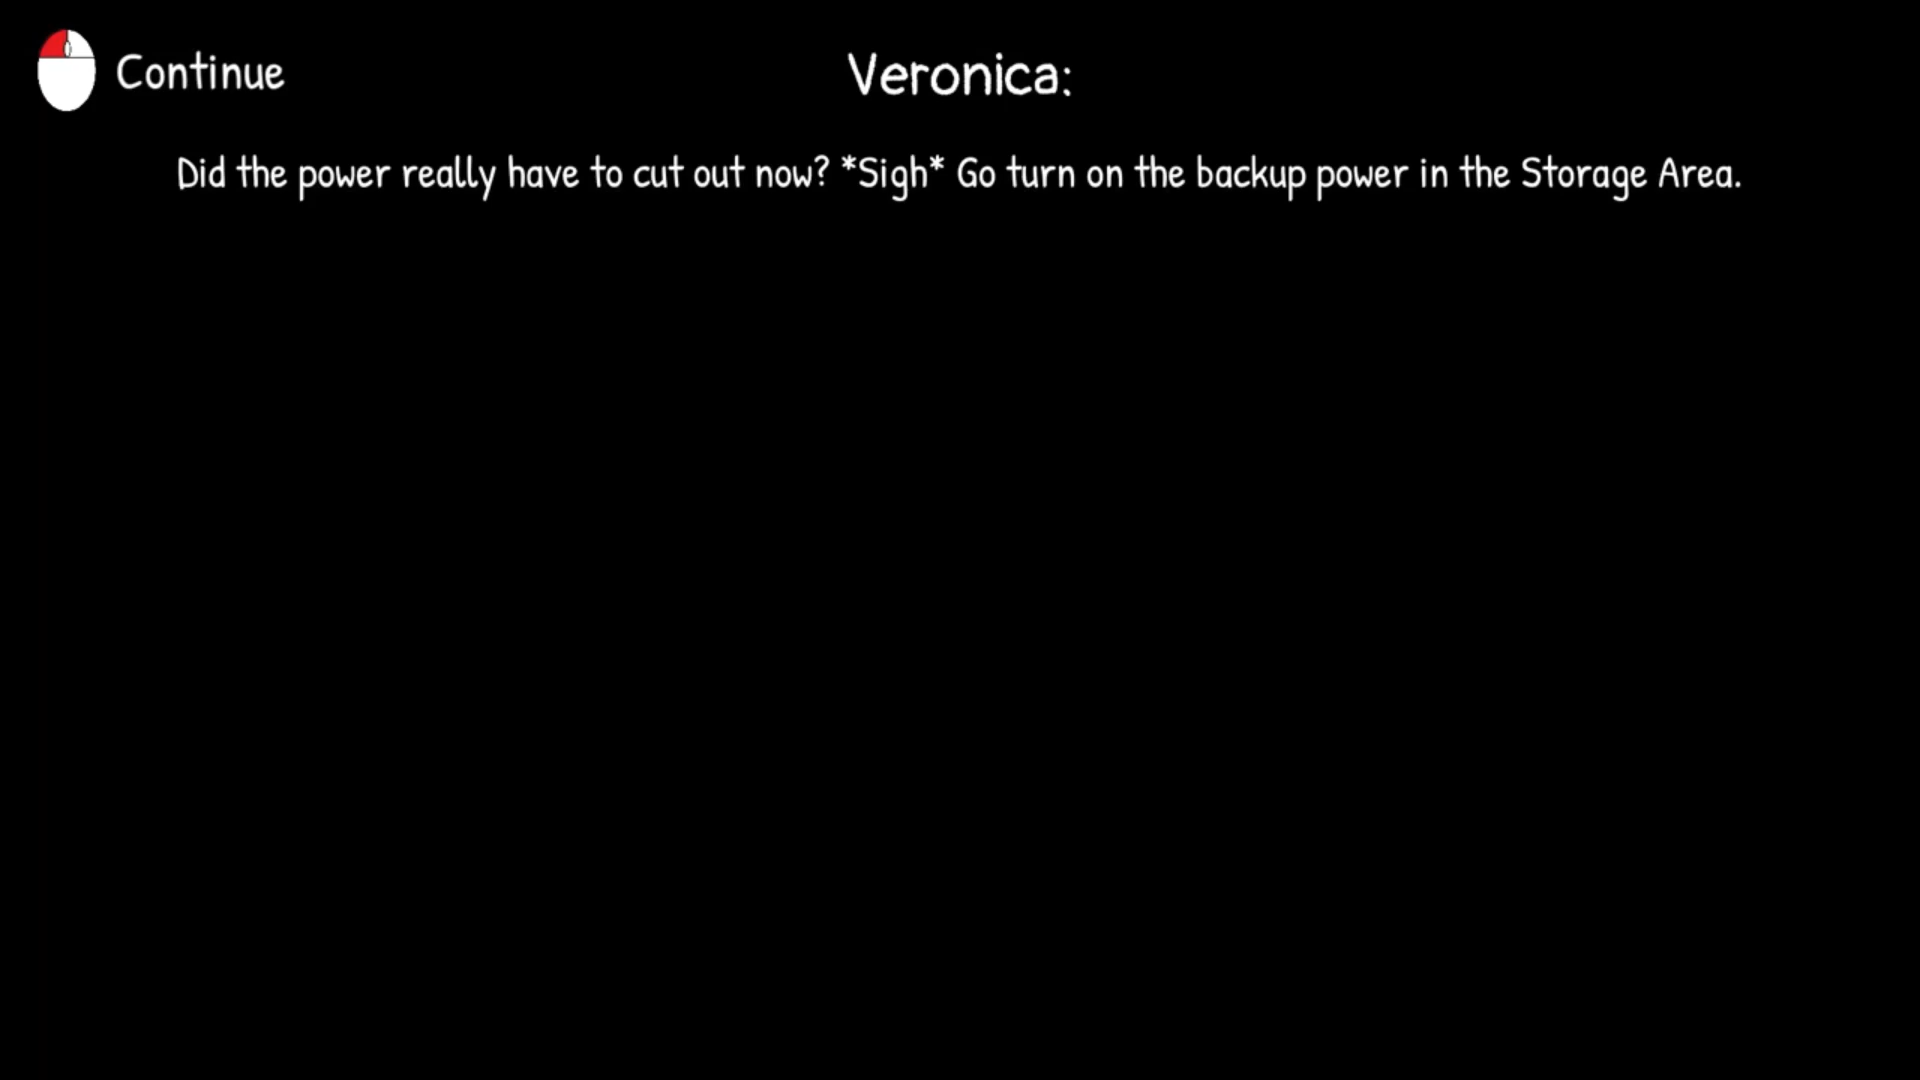 Continue
Veronica:
Did the power really have to cut out now? *Sigh* Go turn on the backup power in the Storage Area.